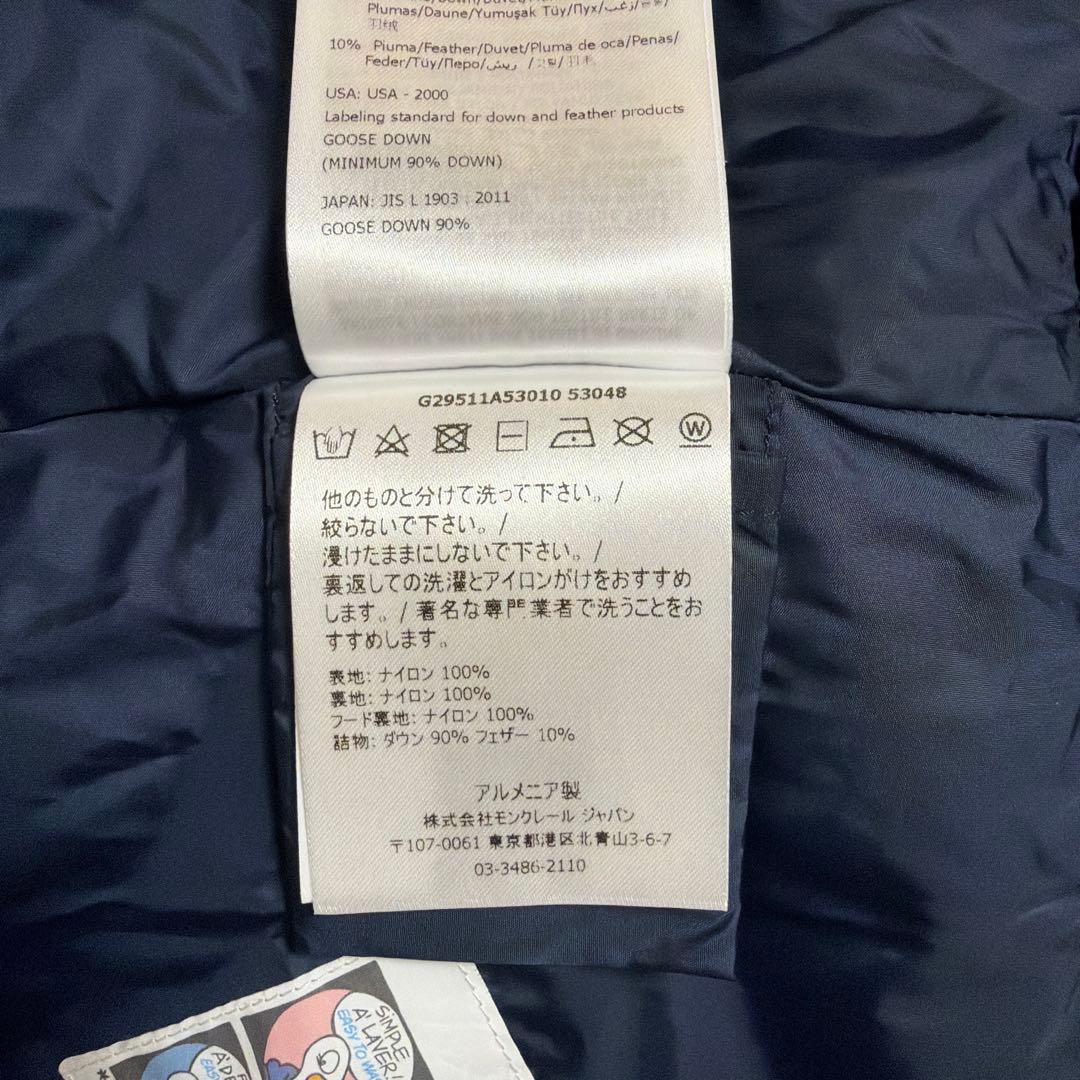 Plumas/Daune/Yumuşak Tüy/Пух/
羽绒
10% Piuma/Feather/Duvet/Pluma de oca/Penas/
Feder/Tüy/Перо/ریش / /羽毛
USA: USA - 2000
Labeling standard for down and feather products
GOOSE DOWN
(MINIMUM 90% DOWN)
JAPAN: JIS L 1903 : 2011
GOOSE DOWN 90%
G29511A53010 53048
W
他のものと分けて洗って下さい。/
絞らないで下さい。/
浸けたままにしないで下さい。/
裏返しての洗濯とアイロンがけをおすすめ
します。/ 著名な専門業者で洗うことをお
すすめします。
表地: ナイロン 100%
裏地: ナイロン 100%
フード裏地: ナイロン 100%
詰物: ダウン 90% フェザー 10%
アルメニア製
株式会社モンクレール ジャパン
〒107-0061 東京都港区北青山3-6-7
03-3486-2110
SIMPLE
A' LAVER!
EASY TO